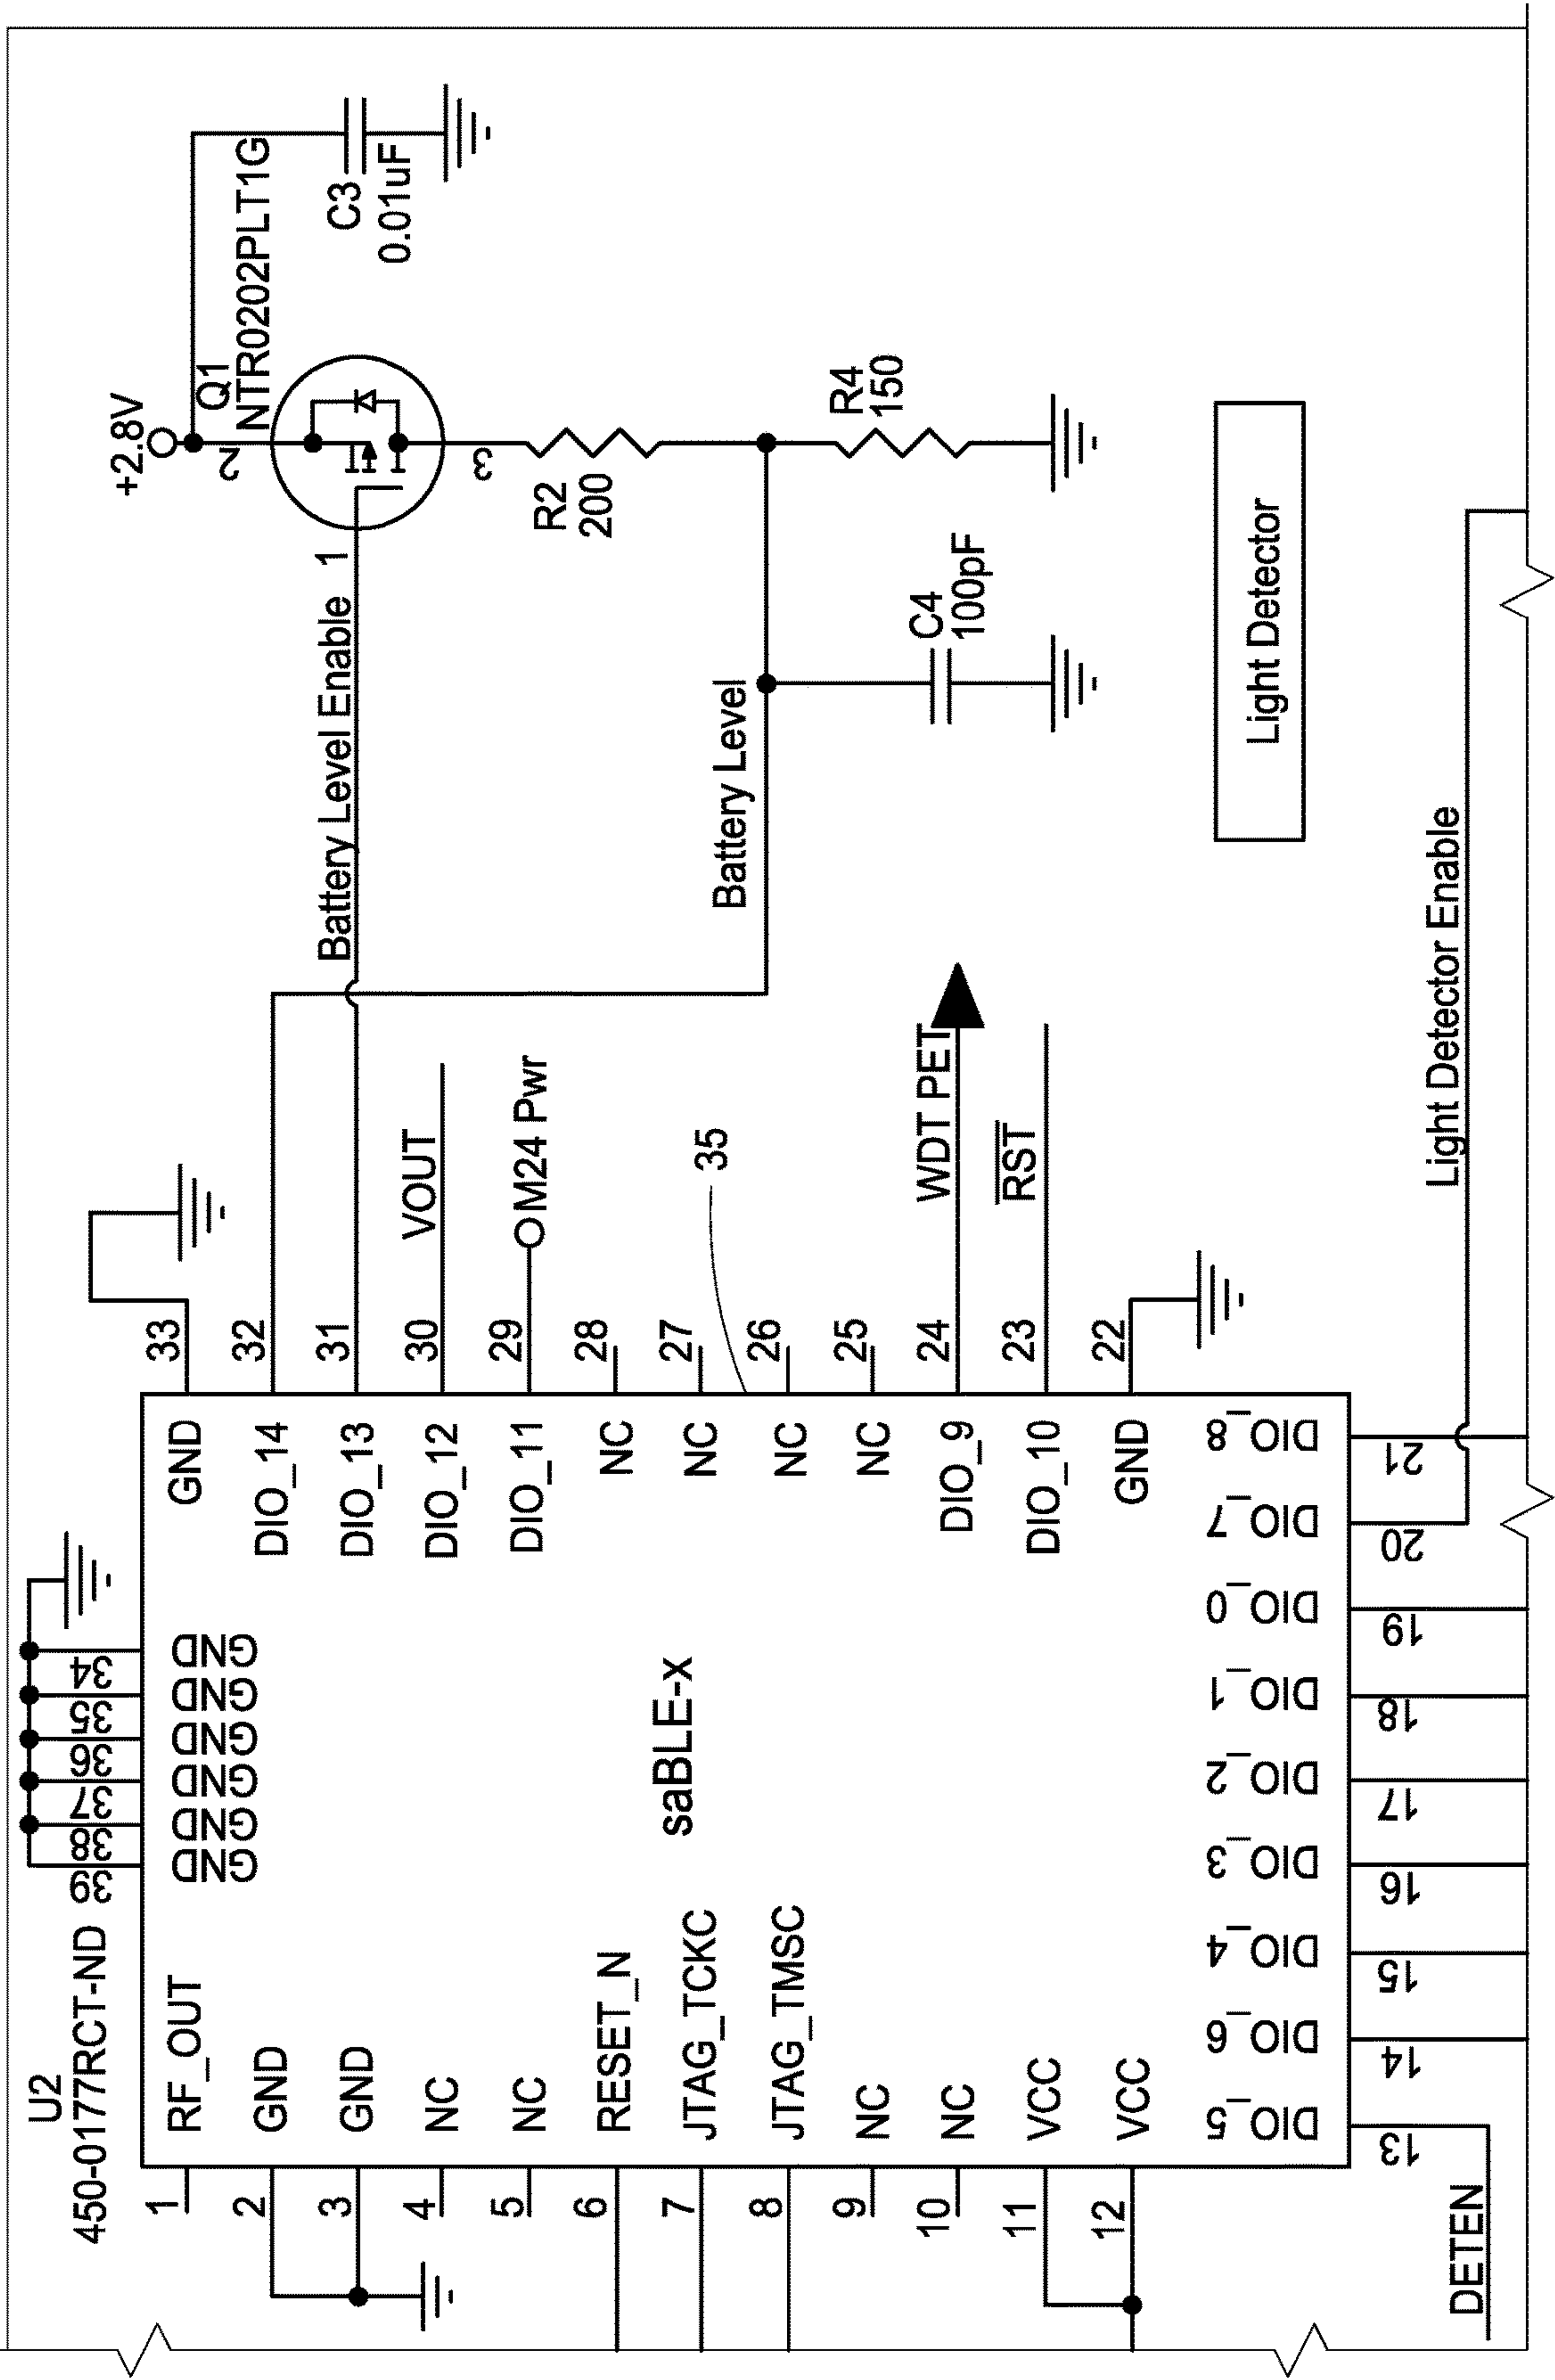 U2
450-0177RCT-ND
saBLE-x
1 RF_OUT
2 GND
3 GND
4 NC
5 NC
6 RESET_N
7 JTAG_TCKC
8 JTAG_TMSC
9 NC
10 NC
11 VCC
12 VCC
39 GND
38 GND
37 GND
36 GND
35 GND
34 GND
GND 33
DIO_14 32
DIO_13 31
DIO_12 30
DIO_11 29
NC 28
NC 27
NC 26
NC 25
DIO_9 24
DIO_10 23
GND 22
DIO_5 13
DIO_6 14
DIO_4 15
DIO_3 16
DIO_2 17
DIO_1 18
DIO_0 19
DIO_7 20
DIO_8 21
DETEN
VOUT
M24 Pwr
35
WDT PET
RST
Battery Level Enable 1
Battery Level
+2.8V
2
Q1
NTR0202PLT1G
3
C3
0.01uF
R2
200
R4
150
C4
100pF
Light Detector
Light Detector Enable